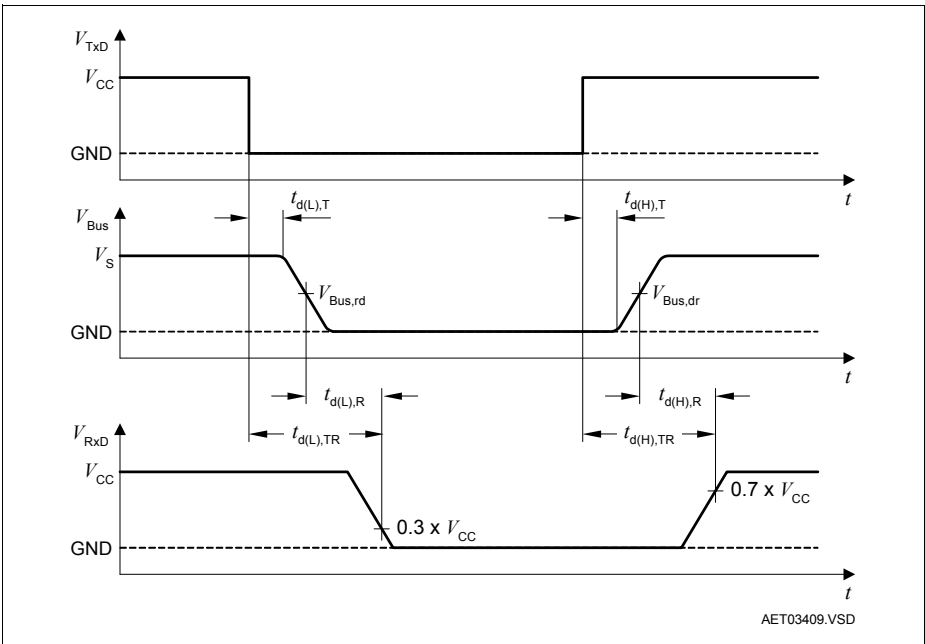 V_TxD
V_CC
GND
t
t_d(L),T
t_d(H),T
V_Bus
V_S
V_Bus,rd
V_Bus,dr
GND
t
t_d(L),R
t_d(H),R
V_RxD
t_d(L),TR
t_d(H),TR
V_CC
0.7 x V_CC
0.3 x V_CC
GND
t
AET03409.VSD